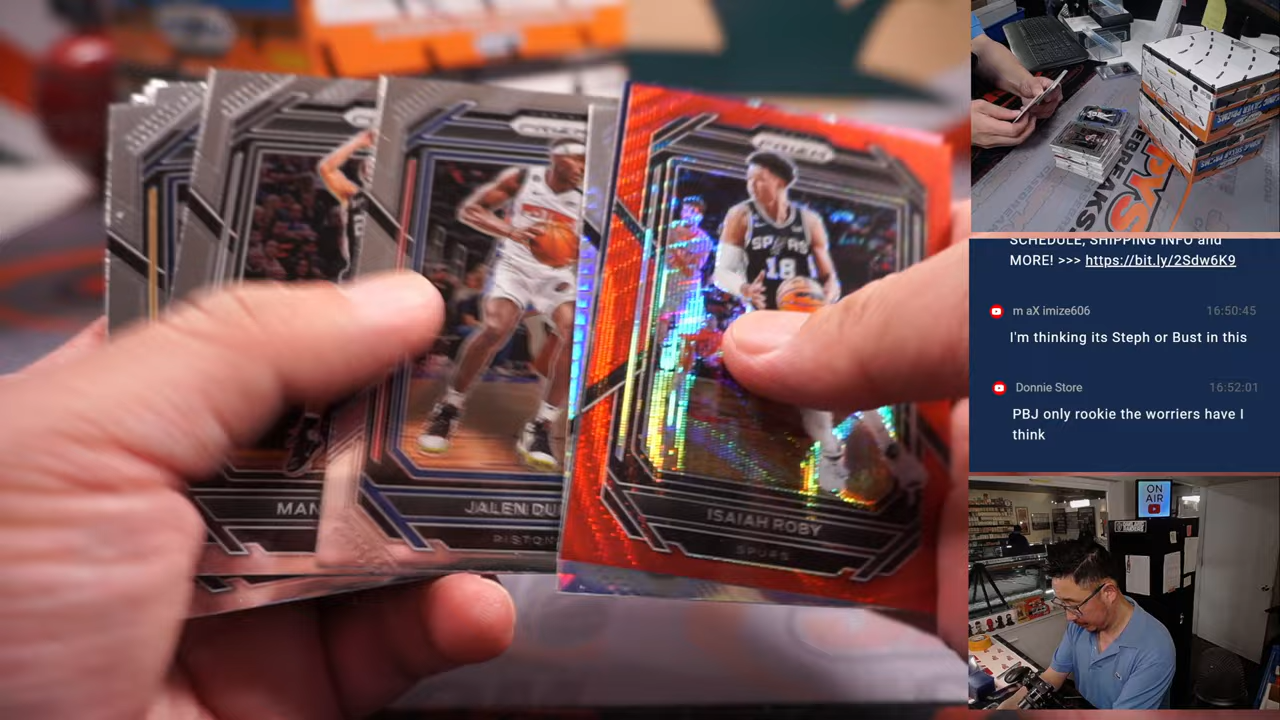 PRIZM
PRIZM
SPURS
18
MAN
JALEN DU
PISTONS
ISAIAH ROBY
SPURS
EBREAKS
SCHEDULE, SHIPPING INFO and
MORE! >>> https://bit.ly/2Sdw6K9
m aX imize606 16:50:45
I'm thinking its Steph or Bust in this
Donnie Store 16:52:01
PBJ only rookie the worriers have I
think
ON
AIR